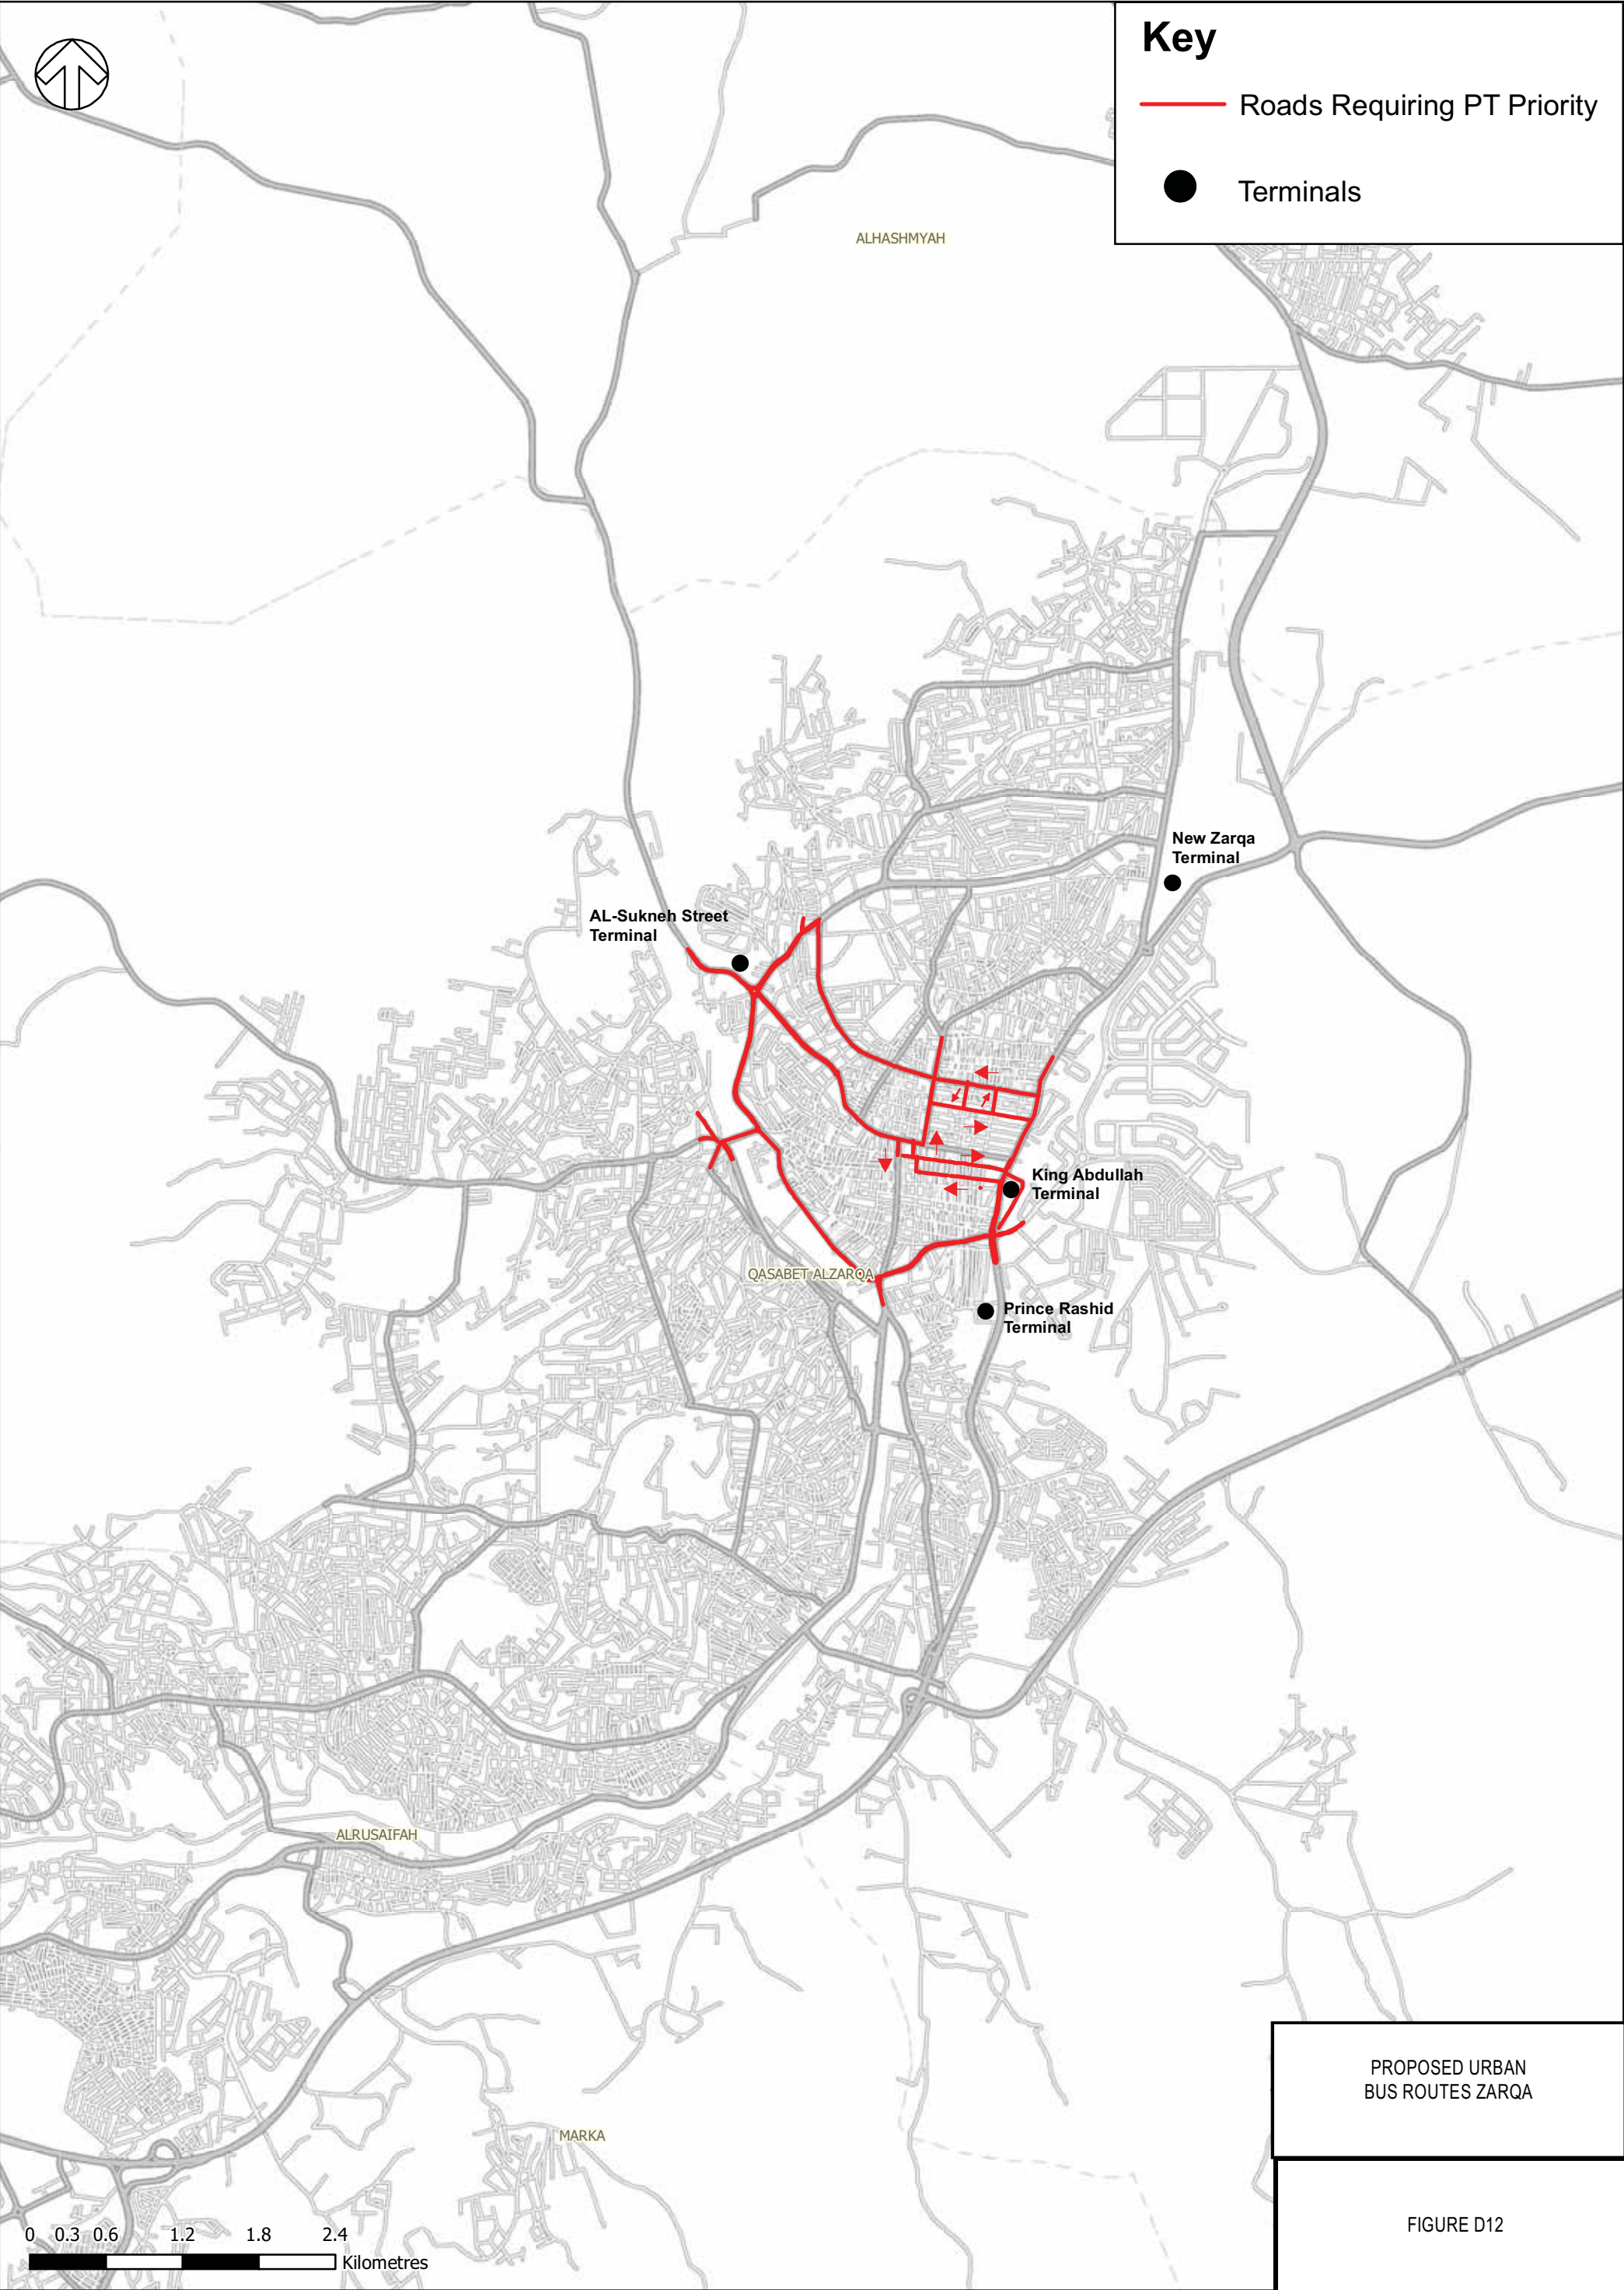 Key
Roads Requiring PT Priority
Terminals
ALHASHMYAH
New Zarqa
Terminal
AL-Sukneh Street
Terminal
King Abdullah
Terminal
QASABET ALZARQA
Prince Rashid
Terminal
ALRUSAIFAH
MARKA
PROPOSED URBAN
BUS ROUTES ZARQA
FIGURE D12
0 0.3 0.6 1.2 1.8 2.4
Kilometres